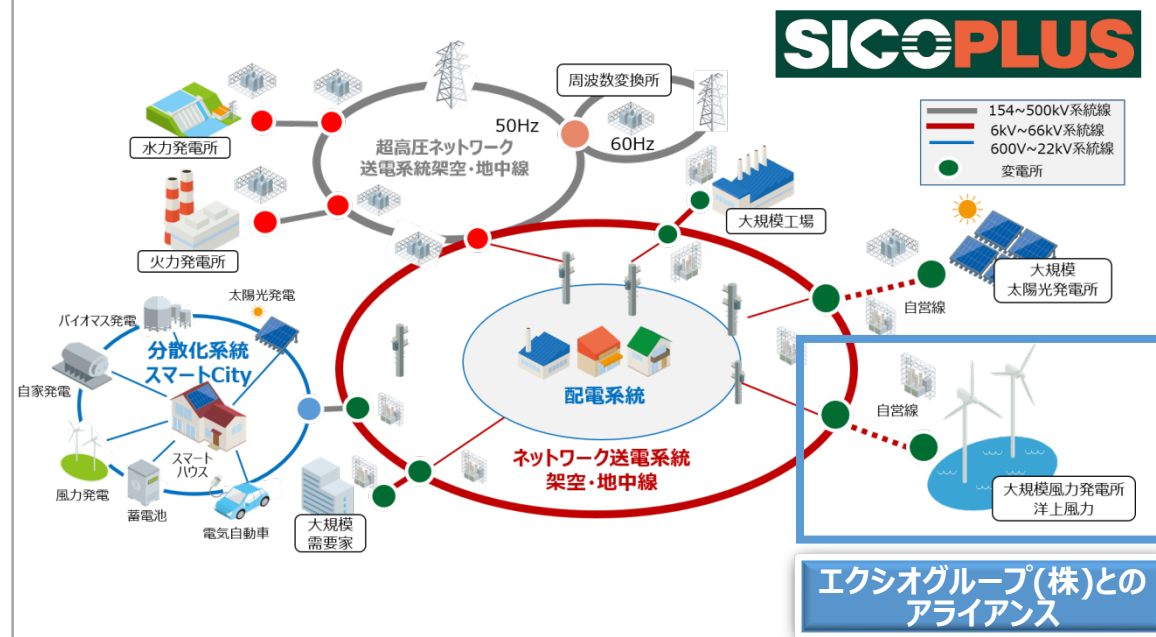 SICOPLUS
周波数変換所
50Hz
60Hz
超高圧ネットワーク
送電系統架空・地中線
154~500kV系統線
6kV~66kV系統線
600V~22kV系統線
変電所
水力発電所
火力発電所
大規模工場
大規模
太陽光発電所
自営線
太陽光発電
バイオマス発電
分散化系統
スマートCity
自家発電
スマート
ハウス
風力発電
蓄電池
電気自動車
大規模
需要家
配電系統
ネットワーク送電系統
架空・地中線
自営線
大規模風力発電所
洋上風力
エクシオグループ(株)との
アライアンス